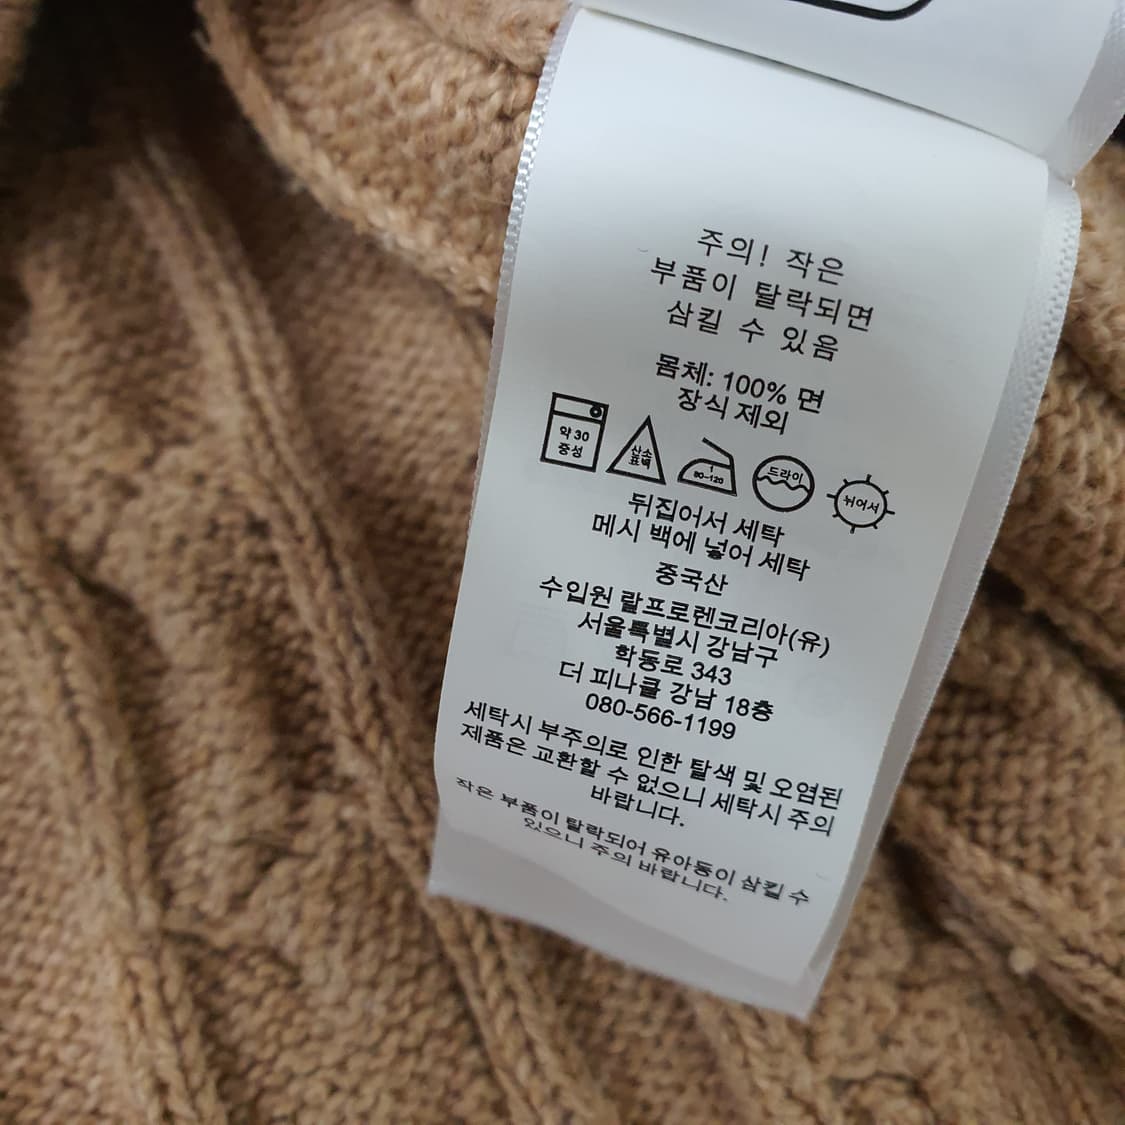 주의! 작은
부품이 탈락되면
삼킬 수 있음
몸체: 100% 면
장식 제외
약 30
중성
산소
표백
1
80-120
드라이
뉘어서
뒤집어서 세탁
메시 백에 넣어 세탁
중국산
수입원 랄프로렌코리아(유)
서울특별시 강남구
학동로 343
더 피나클 강남 18층
080-566-1199
세탁시 부주의로 인한 탈색 및 오염된
제품은 교환할 수 없으니 세탁시 주의
바랍니다.
작은 부품이 탈락되어 유아동이 삼킬 수
있으니 주의 바랍니다.